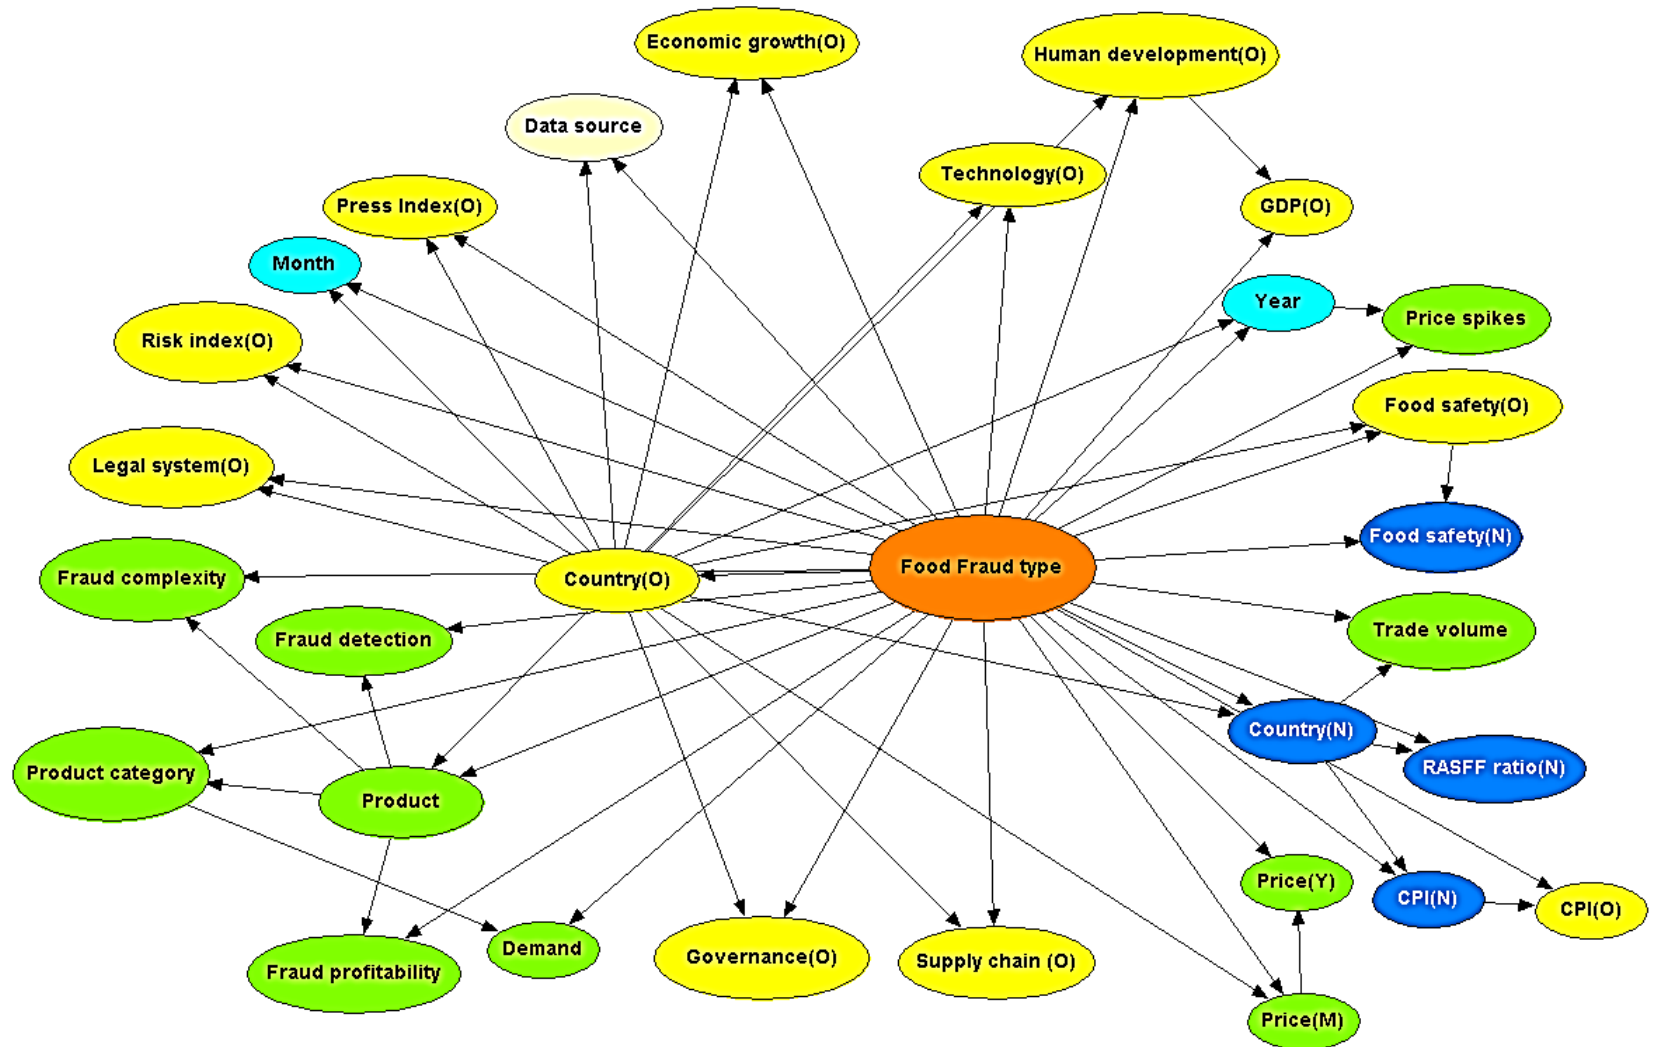 Economic growth(O)
Human development(O)
Data source
Technology(O)
Press Index(O)
GDP(O)
Month
Year
Price spikes
Risk index(O)
Food safety(O)
Legal system(O)
Food safety(N)
Food Fraud type
Fraud complexity
Country(O)
Fraud detection
Trade volume
Country(N)
RASFF ratio(N)
Product category
Product
Price(Y)
CPI(N)
CPI(O)
Demand
Governance(O)
Supply chain (O)
Fraud profitability
Price(M)